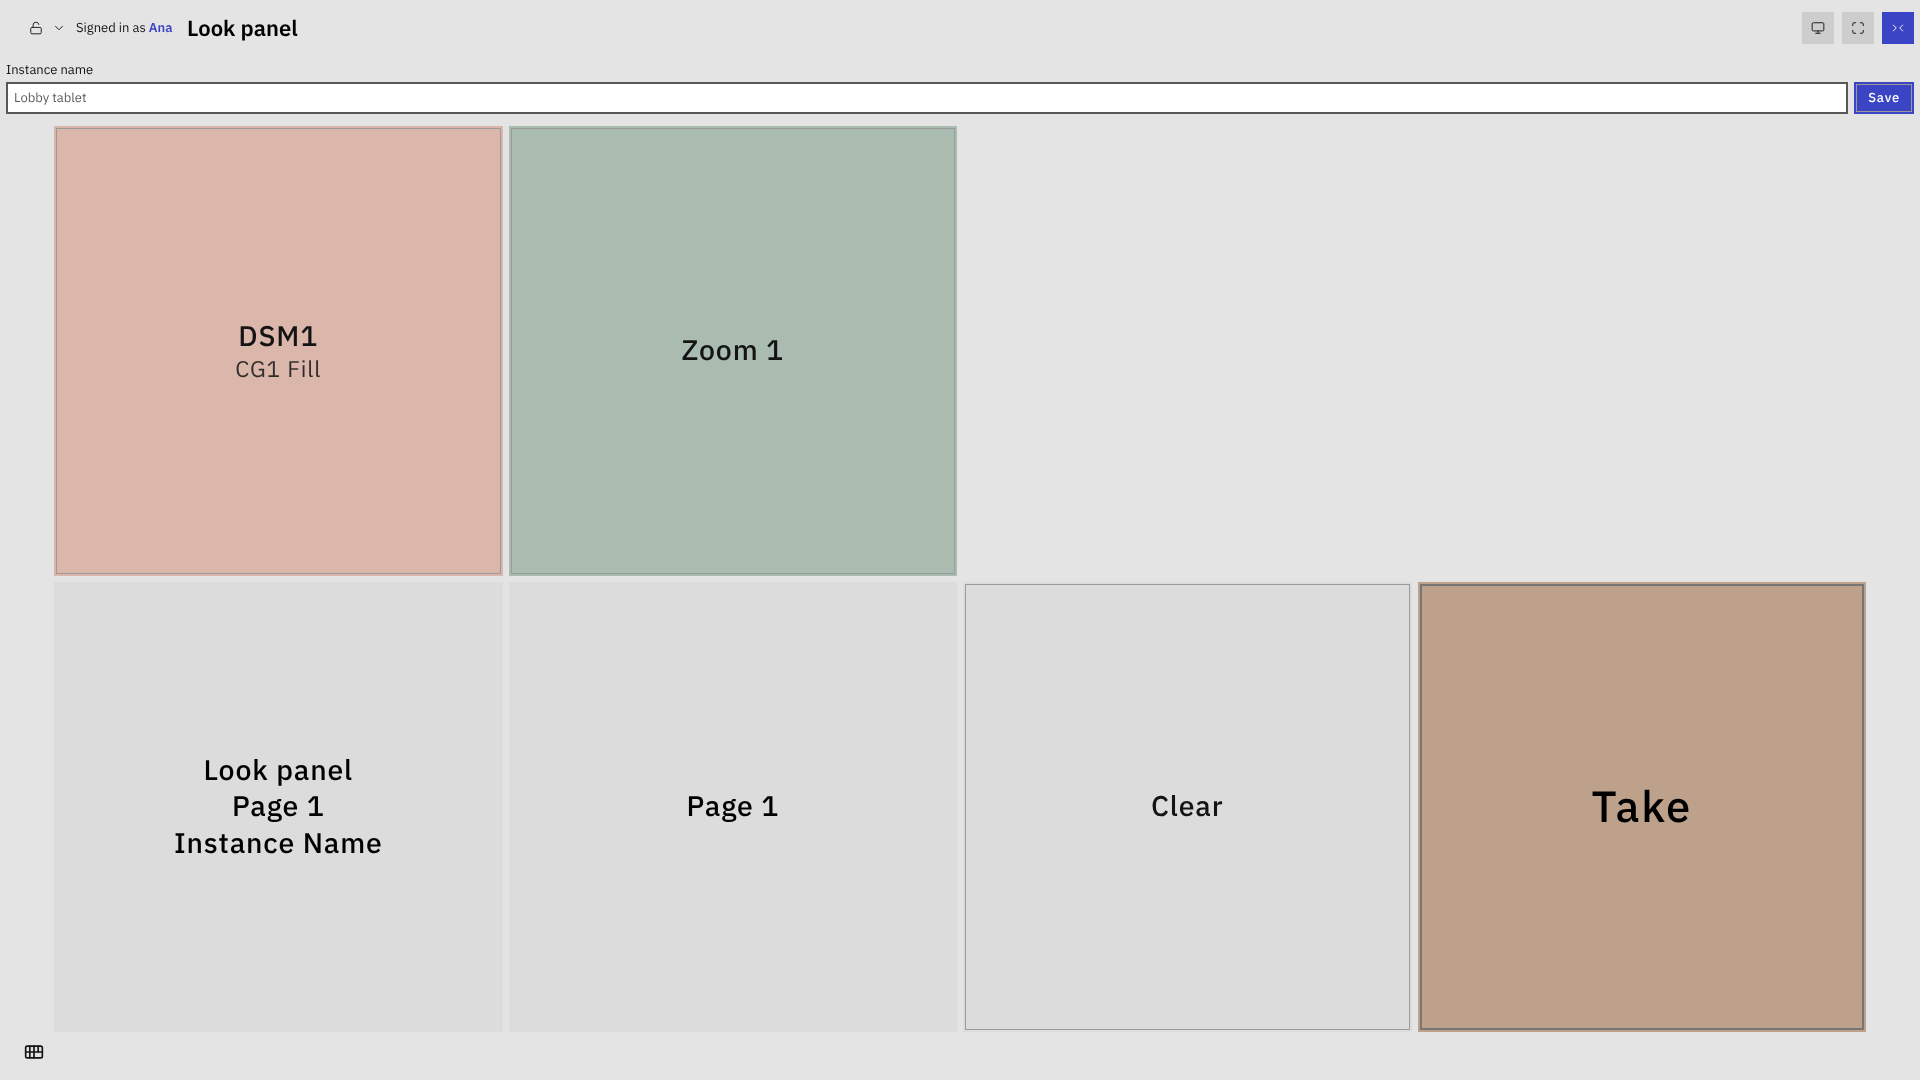 Signed in as Ana
Look panel
Instance name
Lobby tablet
Save
DSM1
CG1 Fill
Zoom 1
Look panel
Page 1
Instance Name
Page 1
Clear
Take